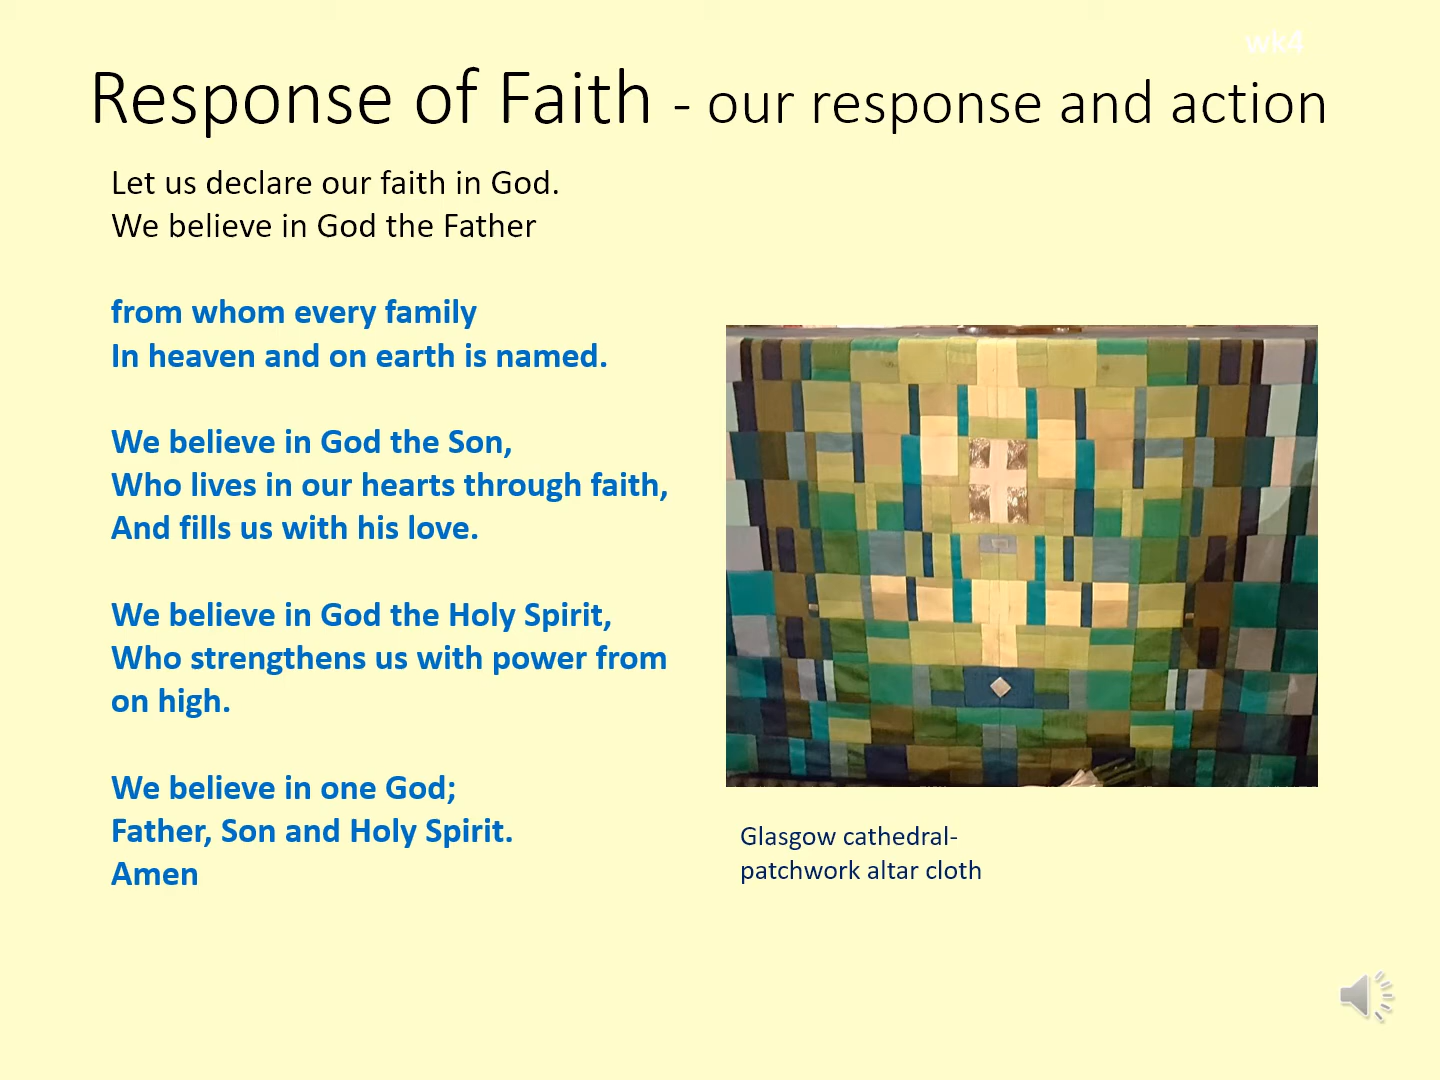 wk4
Response of Faith - our response and action
Let us declare our faith in God.
We believe in God the Father
from whom every family
In heaven and on earth is named.
We believe in God the Son,
Who lives in our hearts through faith,
And fills us with his love.
We believe in God the Holy Spirit,
Who strengthens us with power from
on high.
We believe in one God;
Father, Son and Holy Spirit.
Amen
Glasgow cathedral-
patchwork altar cloth